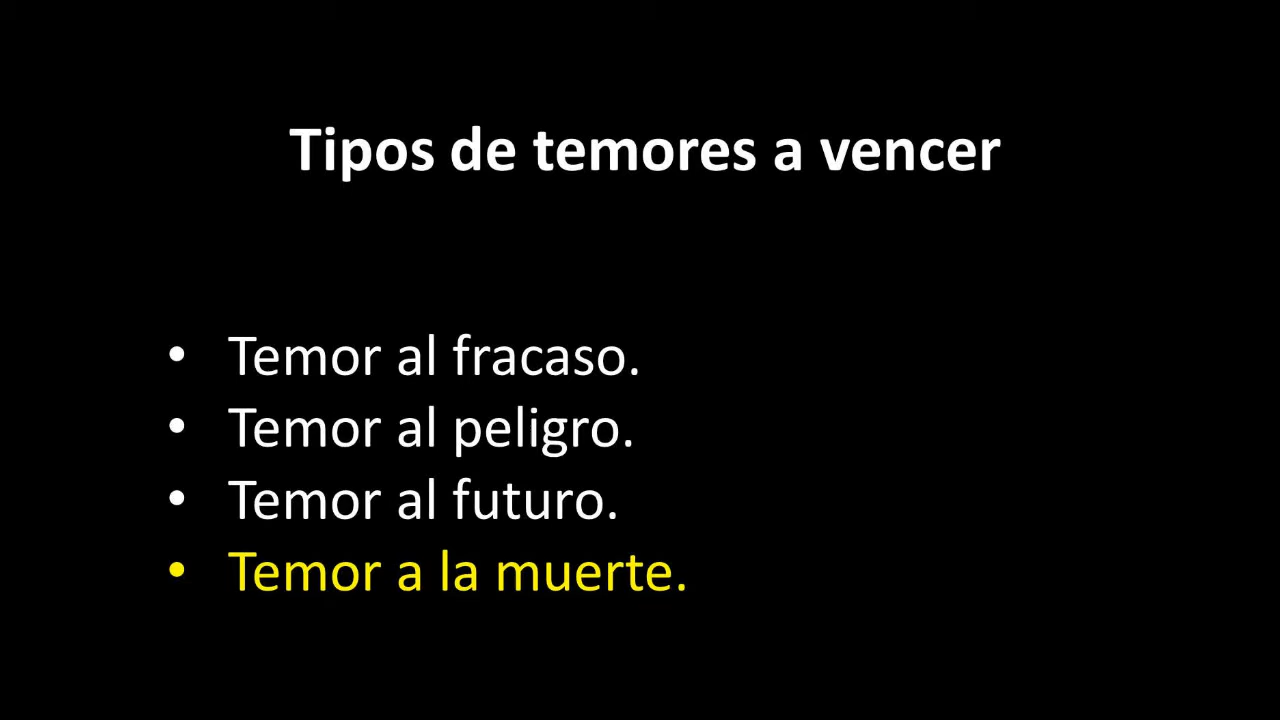 Tipos de temores a vencer
• Temor al fracaso.
• Temor al peligro.
• Temor al futuro.
• Temor a la muerte.